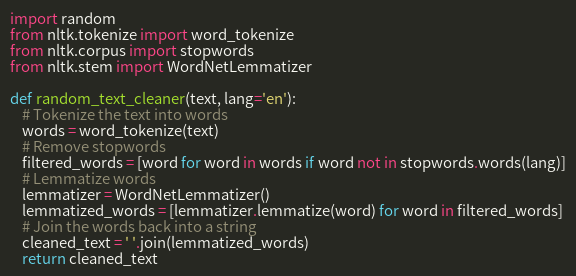 import random
from nltk.tokenize import word_tokenize
from nltk.corpus import stopwords
from nltk.stem import WordNetLemmatizer

def random_text_cleaner(text, lang='en'):
    # Tokenize the text into words
    words = word_tokenize(text)
    # Remove stopwords
    filtered_words = [word for word in words if word not in stopwords.words(lang)]
    # Lemmatize words
    lemmatizer = WordNetLemmatizer()
    lemmatized_words = [lemmatizer.lemmatize(word) for word in filtered_words]
    # Join the words back into a string
    cleaned_text = ' '.join(lemmatized_words)
    return cleaned_text